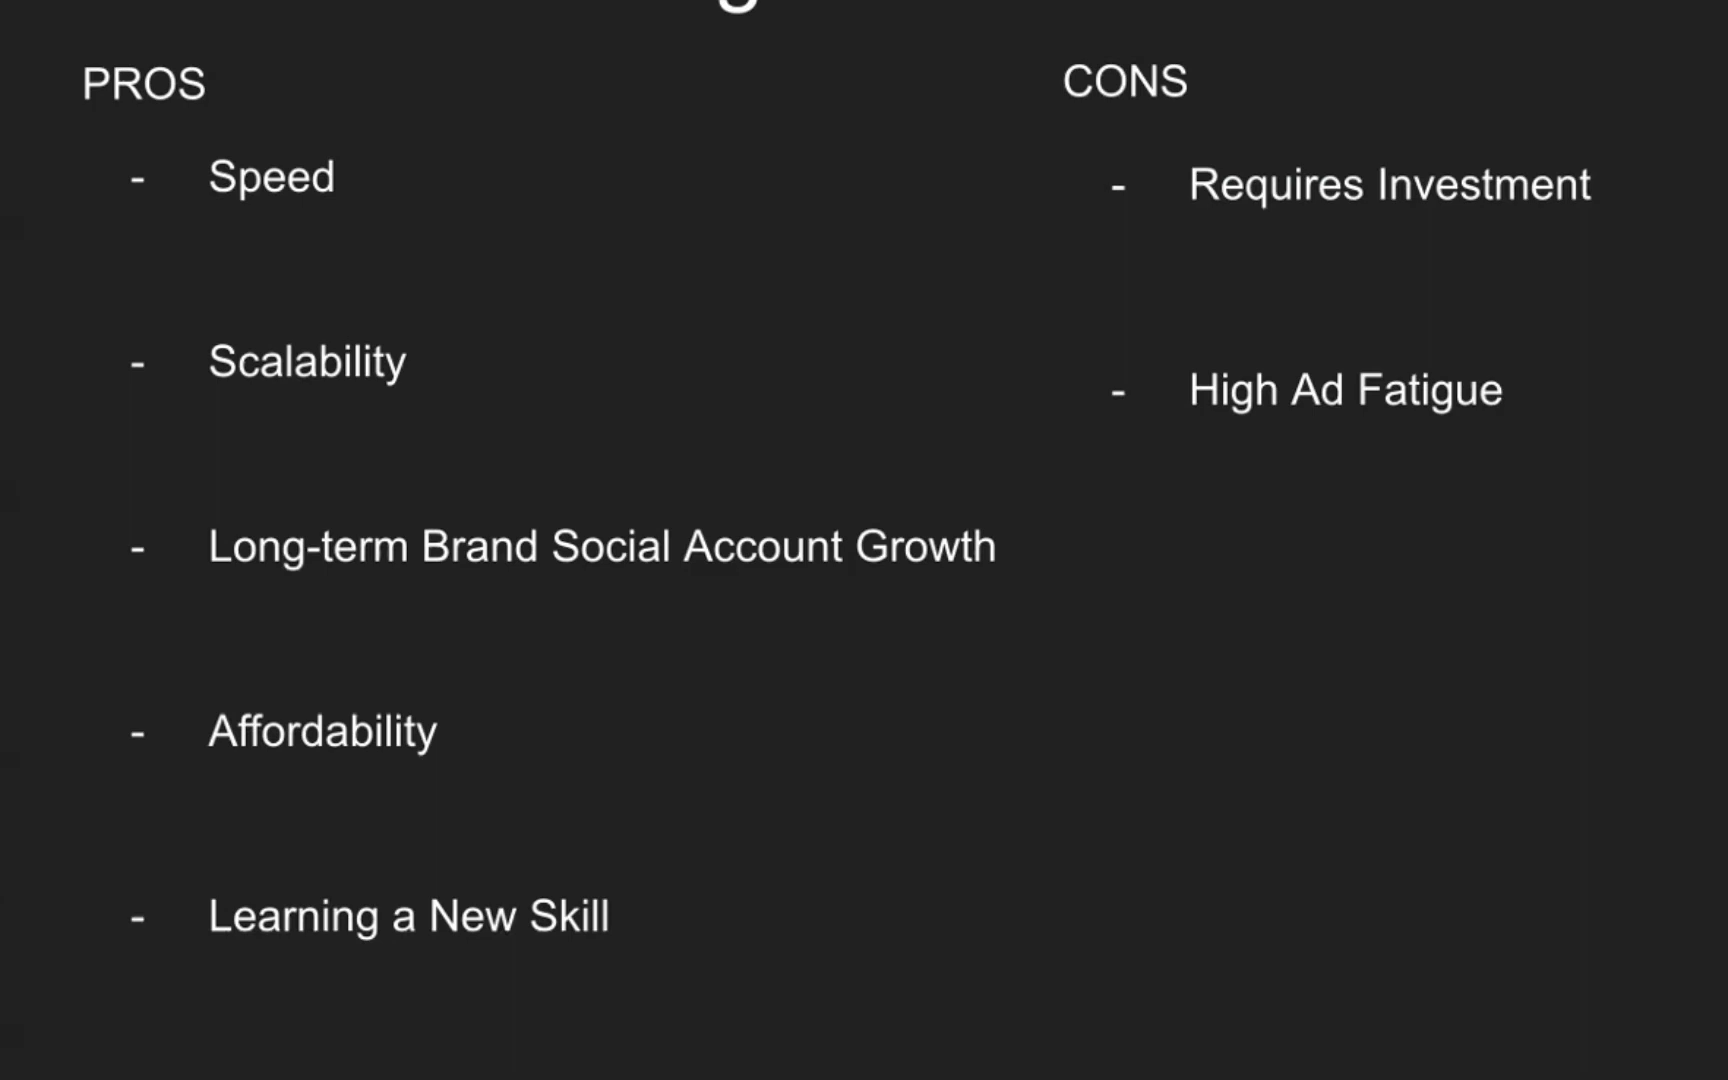 PROS
- Speed
- Scalability
- Long-term Brand Social Account Growth
- Affordability
- Learning a New Skill
CONS
- Requires Investment
- High Ad Fatigue